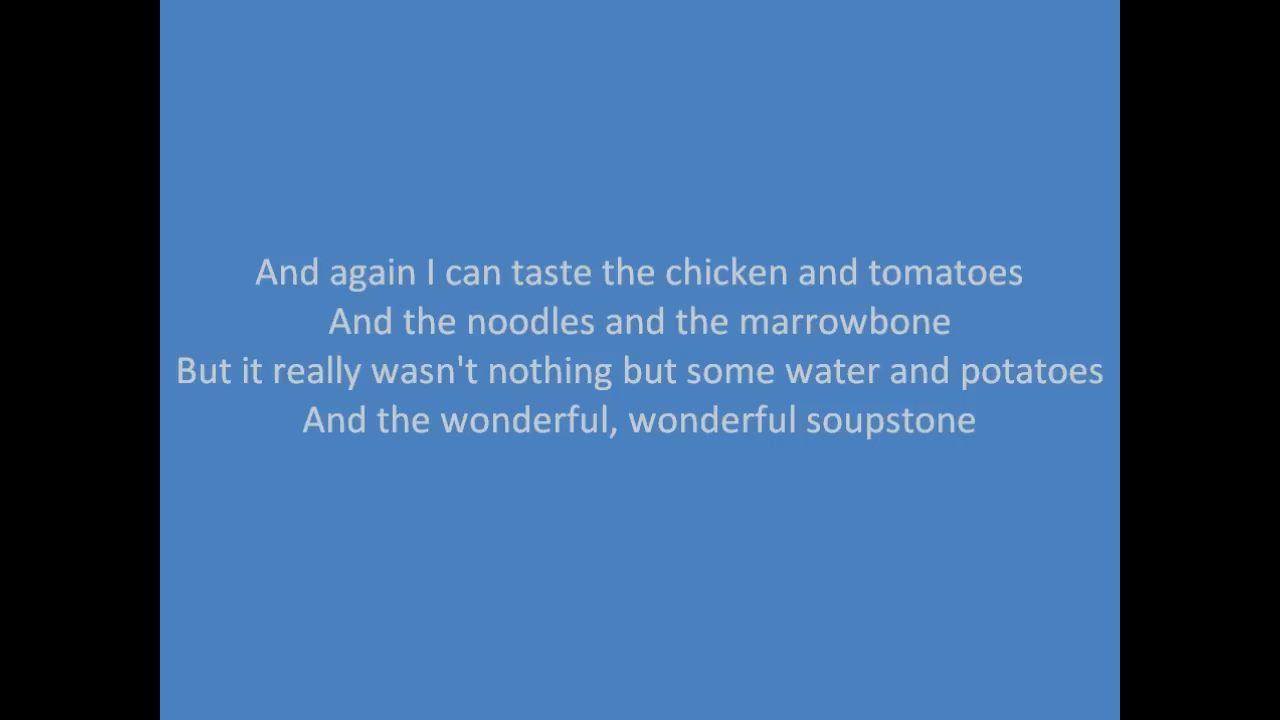 And again I can taste the chicken and tomatoes
And the noodles and the marrowbone
But it really wasn't nothing but some water and potatoes
And the wonderful, wonderful soupstone